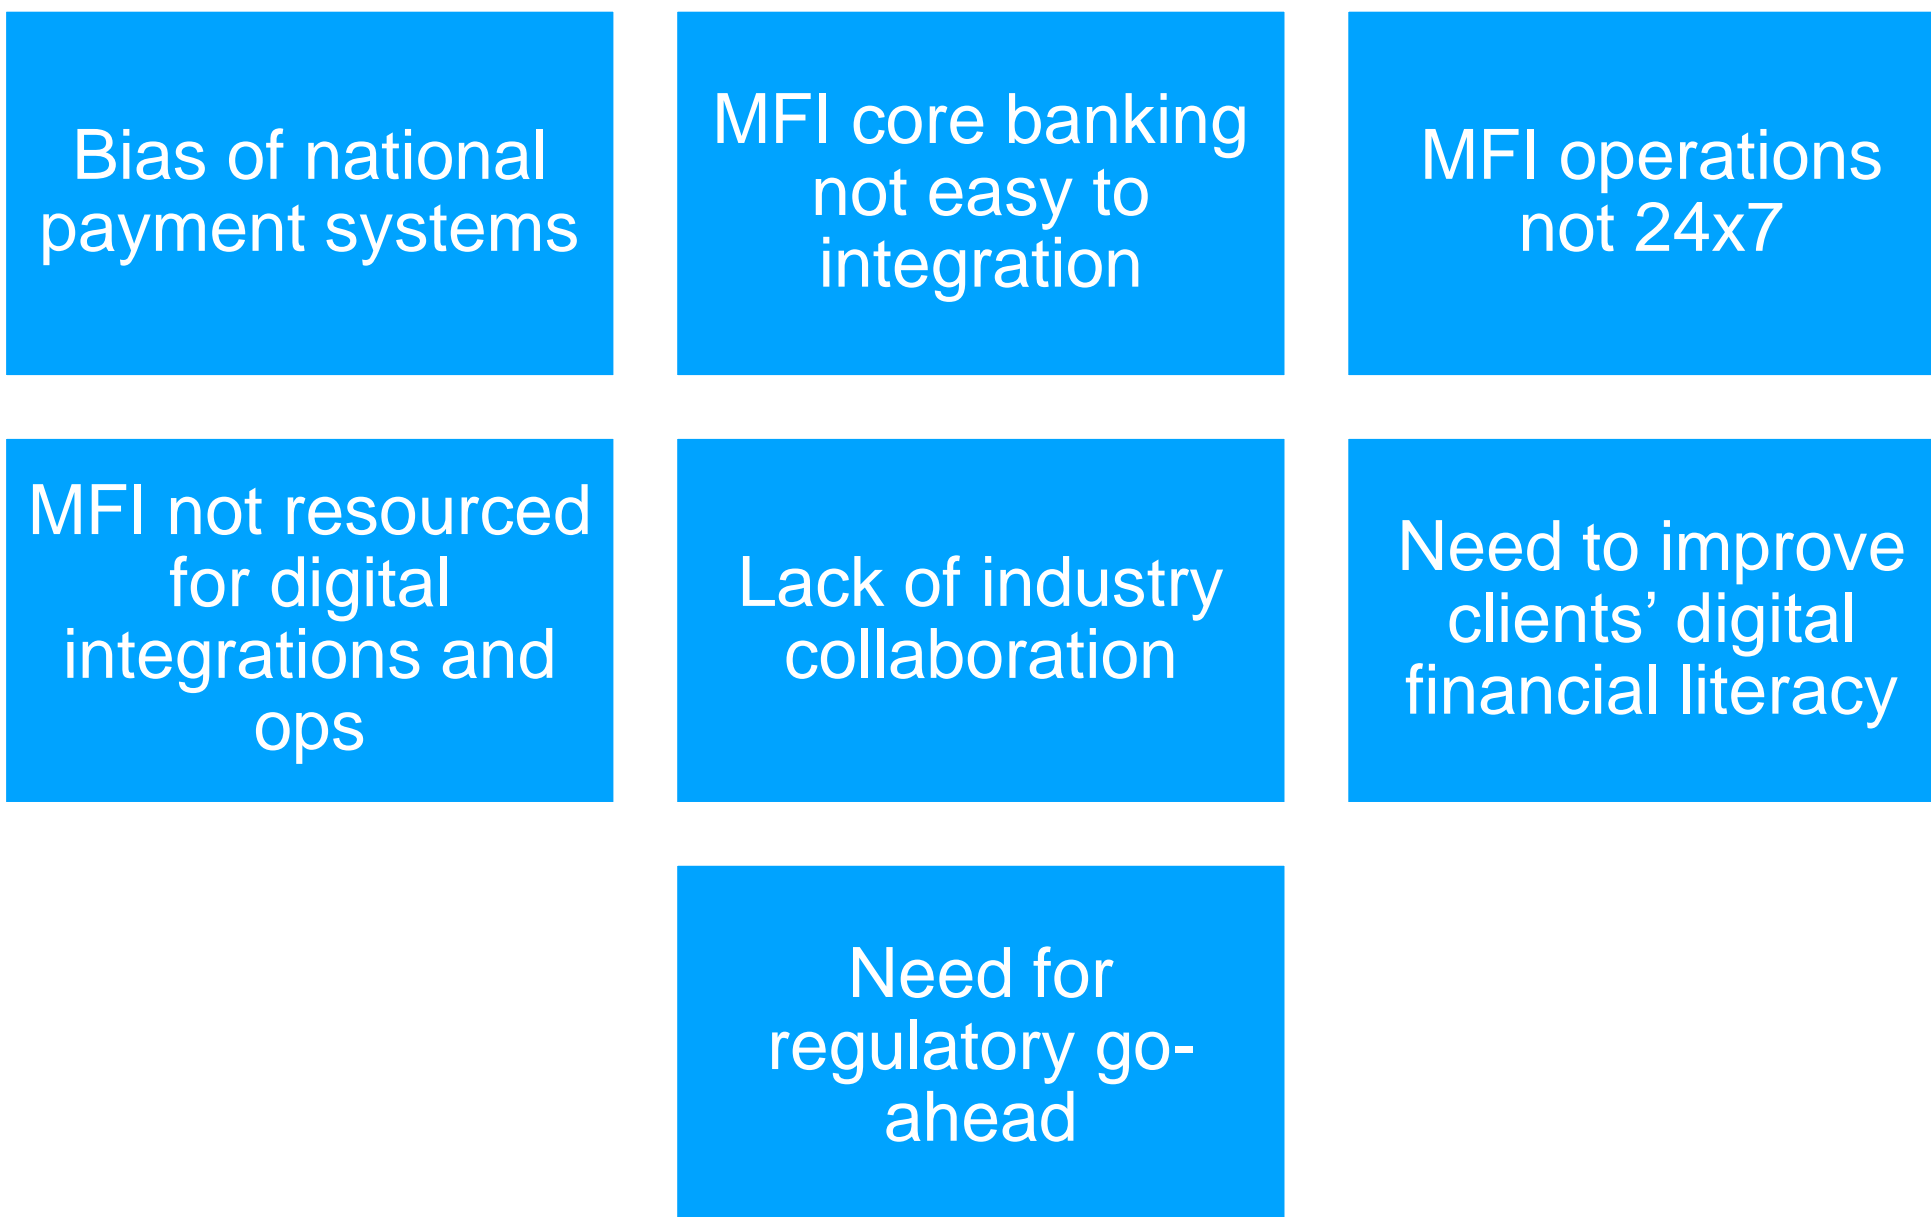 Bias of national
payment systems
MFI core banking
not easy to
integration
MFI operations
not 24x7
MFI not resourced
for digital
integrations and
ops
Lack of industry
collaboration
Need to improve
clients’ digital
financial literacy
Need for
regulatory go-
ahead